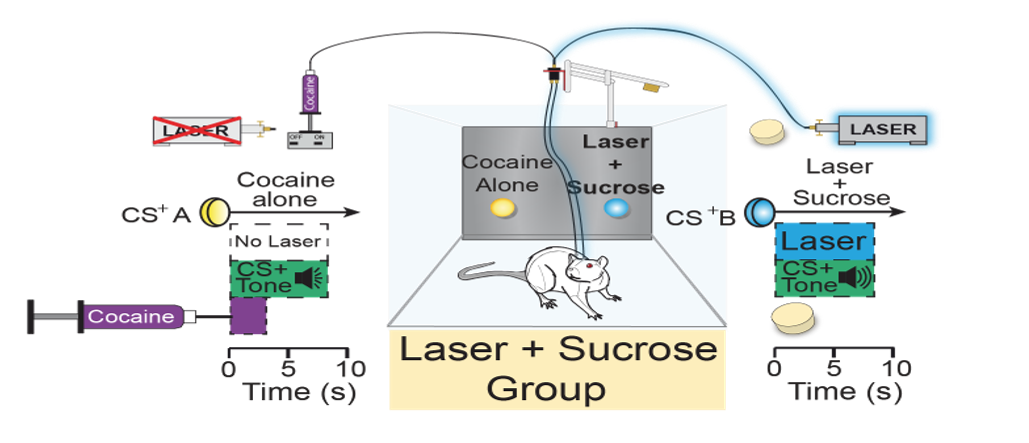 Cocaine
LASER
OFF ON
LASER
Cocaine
Alone
Laser
+
Sucrose
CS+ A
Cocaine
alone
No Laser
CS+
Tone
Cocaine
0 5 10
Time (s)
CS+B
Laser
+
Sucrose
Laser
CS+
Tone
0 5 10
Time (s)
Laser + Sucrose
Group